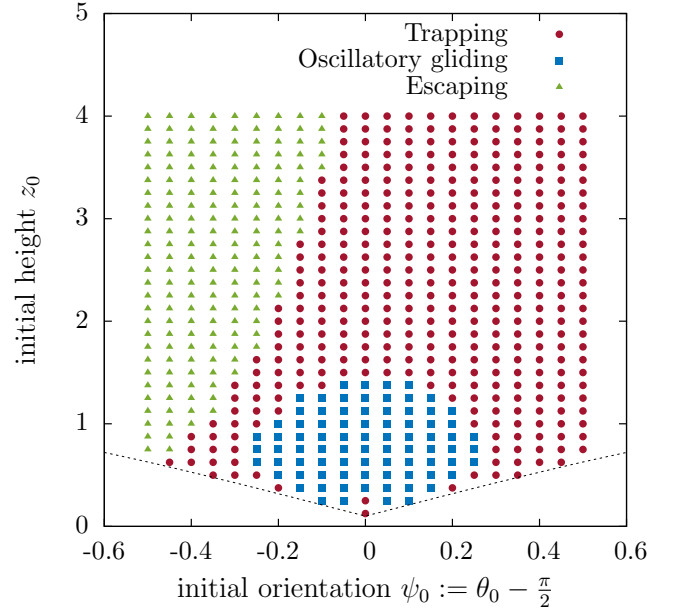 Trapping
Oscillatory gliding
Escaping
5
4
3
2
1
0
-0.6
-0.4
-0.2
0
0.2
0.4
0.6
initial height z₀
initial orientation ψ₀ := θ₀ − π/2